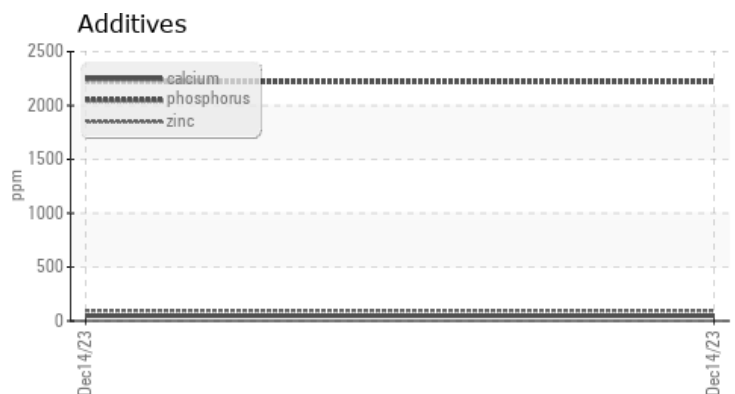 Additives
2500
2000
1500
1000
500
0
ppm
calcium
phosphorus
zinc
Dec14/23
Dec14/23